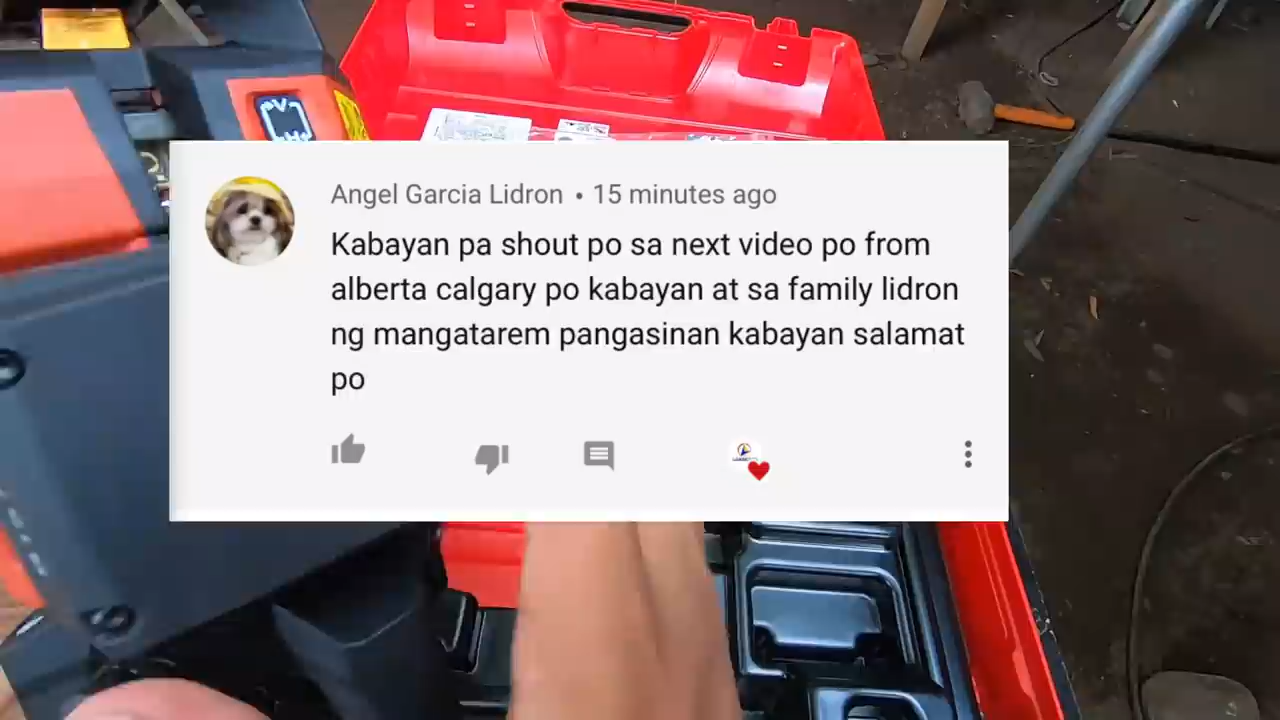 Angel Garcia Lidron • 15 minutes ago
Kabayan pa shout po sa next video po from
alberta calgary po kabayan at sa family lidron
ng mangatarem pangasinan kabayan salamat
po